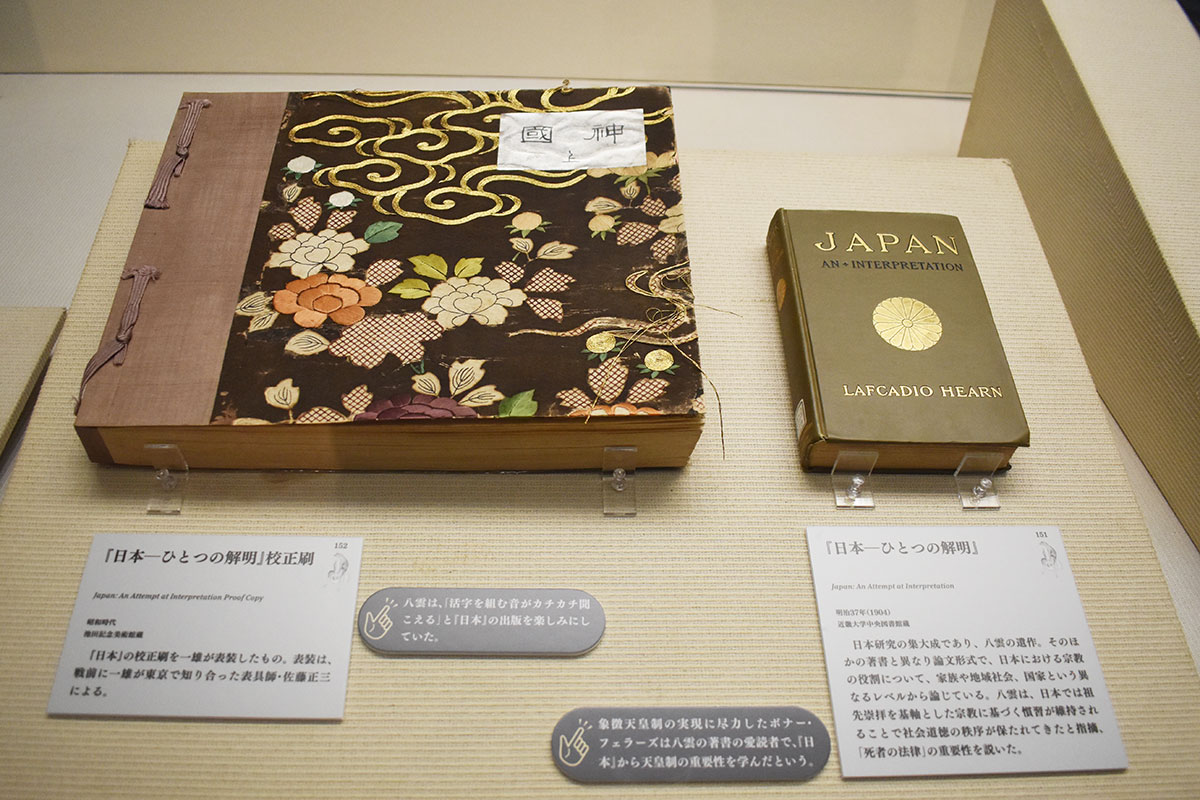 國 神
上
JAPAN
AN + INTERPRETATION
LAFCADIO HEARN
152
『日本―ひとつの解明』校正刷
Japan: An Attempt at Interpretation Proof Copy
昭和時代
池田記念美術館蔵
『日本』の校正刷を一雄が表装したもの。表装は、
戦前に一雄が東京で知り合った表具師・佐藤正三
による。
八雲は、「活字を組む音がカチカチ聞
こえる」と『日本』の出版を楽しみにし
ていた。
象徴天皇制の実現に尽力したボナー・
フェラーズは八雲の著書の愛読者で、『日
本』から天皇制の重要性を学んだという。
151
『日本―ひとつの解明』
Japan: An Attempt at Interpretation
明治37年(1904)
近畿大学中央図書館蔵
日本研究の集大成であり、八雲の遺作。そのほ
かの著書と異なり論文形式で、日本における宗教
の役割について、家族や地域社会、国家という異
なるレベルから論じている。八雲は、日本では祖
先崇拝を基軸とした宗教に基づく慣習が維持され
ることで社会道徳の秩序が保たれてきたと指摘、
「死者の法律」の重要性を説いた。